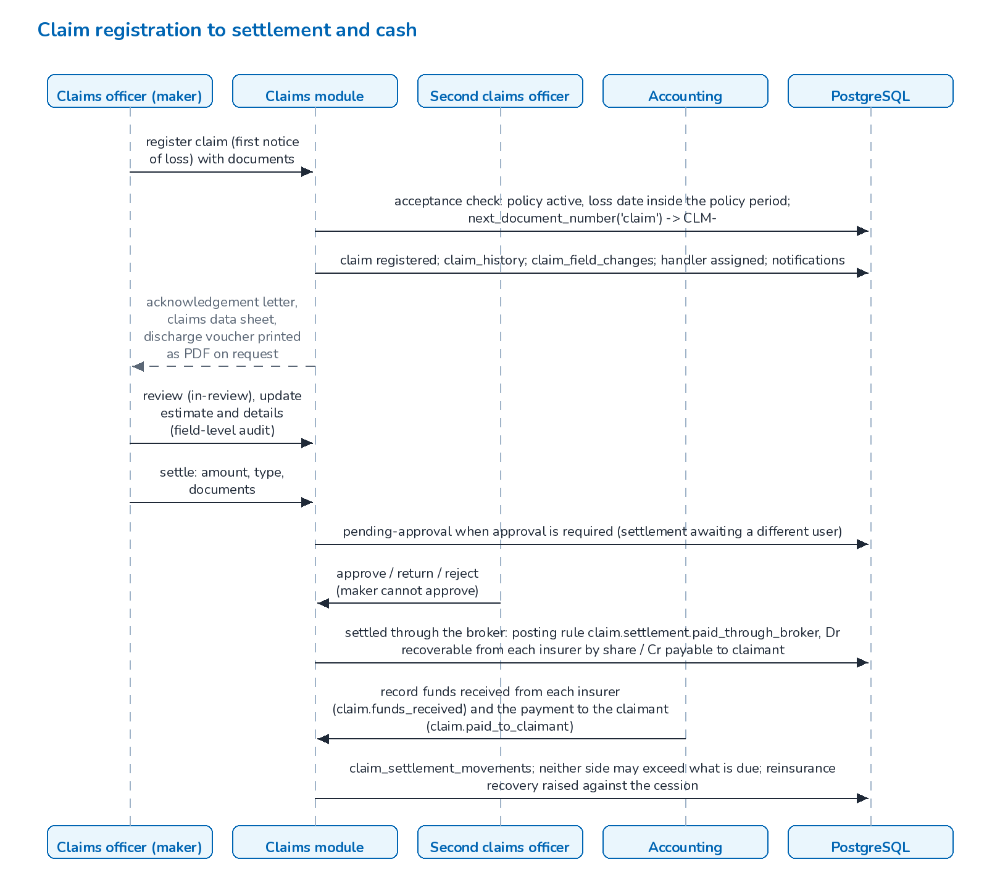 Claim registration to settlement and cash
Claims officer (maker)
Claims module
Second claims officer
Accounting
PostgreSQL
register claim (first notice
of loss) with documents
acceptance check: policy active, loss date inside the policy period;
next_document_number('claim') -> CLM-
claim registered; claim_history; claim_field_changes; handler assigned; notifications
acknowledgement letter,
claims data sheet,
discharge voucher printed
as PDF on request
review (in-review), update
estimate and details
(field-level audit)
settle: amount, type,
documents
pending-approval when approval is required (settlement awaiting a different user)
approve / return / reject
(maker cannot approve)
settled through the broker: posting rule claim.settlement.paid_through_broker, Dr
recoverable from each insurer by share / Cr payable to claimant
record funds received from each insurer
(claim.funds_received) and the payment to the claimant
(claim.paid_to_claimant)
claim_settlement_movements; neither side may exceed what is due; reinsurance
recovery raised against the cession
Claims officer (maker)
Claims module
Second claims officer
Accounting
PostgreSQL